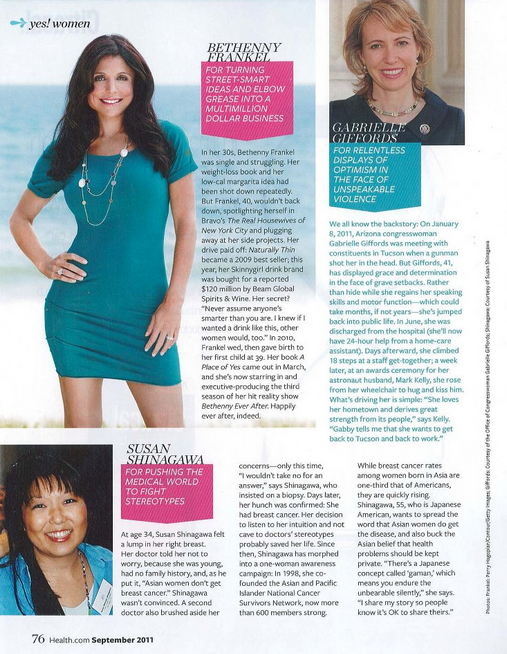 yes! women
BETHENNY
FRANKEL
FOR TURNING
STREET-SMART
IDEAS AND ELBOW
GREASE INTO A
MULTIMILLION
DOLLAR BUSINESS
In her 30s, Bethenny Frankel
was single and struggling. Her
weight-loss book and her
low-cal margarita idea had
been shot down repeatedly.
But Frankel, 40, wouldn't back
down, spotlighting herself in
Bravo's The Real Housewives of
New York City and plugging
away at her side projects. Her
drive paid off: Naturally Thin
became a 2009 best seller; this
year, her Skinnygirl drink brand
was bought for a reported
$120 million by Beam Global
Spirits & Wine. Her secret?
"Never assume anyone's
smarter than you are. I knew if I
wanted a drink like this, other
women would, too." In 2010,
Frankel wed, then gave birth to
her first child at 39. Her book A
Place of Yes came out in March,
and she's now starring in and
executive-producing the third
season of her hit reality show
Bethenny Ever After. Happily
ever after, indeed.
GABRIELLE
GIFFORDS
FOR RELENTLESS
DISPLAYS OF
OPTIMISM IN
THE FACE OF
UNSPEAKABLE
VIOLENCE
We all know the backstory: On January
8, 2011, Arizona congresswoman
Gabrielle Giffords was meeting with
constituents in Tucson when a gunman
shot her in the head. But Giffords, 41,
has displayed grace and determination
in the face of grave setbacks. Rather
than hide while she regains her speaking
skills and motor function—which could
take months, if not years—she's jumped
back into public life. In June, she was
discharged from the hospital (she'll now
have 24-hour help from a home-care
assistant). Days afterward, she climbed
18 steps at a staff get-together; a week
later, at an awards ceremony for her
astronaut husband, Mark Kelly, she rose
from her wheelchair to hug and kiss him.
What's driving her is simple: "She loves
her hometown and derives great
strength from its people," says Kelly.
"Gabby tells me that she wants to get
back to Tucson and back to work."
SUSAN
SHINAGAWA
FOR PUSHING THE
MEDICAL WORLD
TO FIGHT
STEREOTYPES
At age 34, Susan Shinagawa felt
a lump in her right breast.
Her doctor told her not to
worry, because she was young,
had no family history, and, as he
put it, "Asian women don't get
breast cancer." Shinagawa
wasn't convinced. A second
doctor also brushed aside her
concerns—only this time,
"I wouldn't take no for an
answer," says Shinagawa, who
insisted on a biopsy. Days later,
her hunch was confirmed: She
had breast cancer. Her decision
to listen to her intuition and not
cave to doctors' stereotypes
probably saved her life. Since
then, Shinagawa has morphed
into a one-woman awareness
campaign: In 1998, she co-
founded the Asian and Pacific
Islander National Cancer
Survivors Network, now more
than 600 members strong.
While breast cancer rates
among women born in Asia are
one-third that of Americans,
they are quickly rising.
Shinagawa, 55, who is Japanese
American, wants to spread the
word that Asian women do get
the disease, and also buck the
Asian belief that health
problems should be kept
private. "There's a Japanese
concept called 'gaman,' which
means you endure the
unbearable silently," she says.
"I share my story so people
know it's OK to share theirs."
Photos: Frankel: Perry Hagopian/Contour/Getty Images; Giffords: Courtesy of the Office of Congresswoman Gabrielle Giffords; Shinagawa: Courtesy of Susan Shinagawa
76 Health.com September 2011